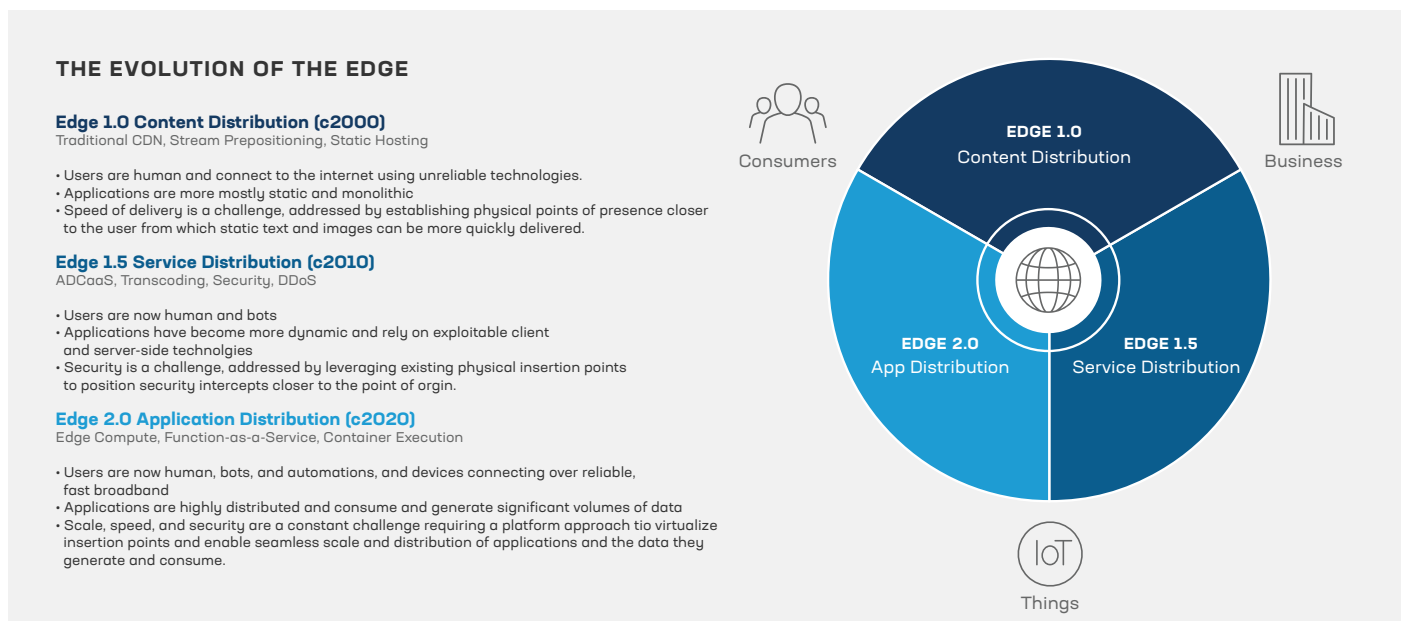 THE EVOLUTION OF THE EDGE
Edge 1.0 Content Distribution (c2000)
Traditional CDN, Stream Prepositioning, Static Hosting
• Users are human and connect to the internet using unreliable technologies.
• Applications are more mostly static and monolithic
• Speed of delivery is a challenge, addressed by establishing physical points of presence closer
to the user from which static text and images can be more quickly delivered.
Edge 1.5 Service Distribution (c2010)
ADCaaS, Transcoding, Security, DDoS
• Users are now human and bots
• Applications have become more dynamic and rely on exploitable client
and server-side technolgies
• Security is a challenge, addressed by leveraging existing physical insertion points
to position security intercepts closer to the point of orgin.
Edge 2.0 Application Distribution (c2020)
Edge Compute, Function-as-a-Service, Container Execution
• Users are now human, bots, and automations, and devices connecting over reliable,
fast broadband
• Applications are highly distributed and consume and generate significant volumes of data
• Scale, speed, and security are a constant challenge requiring a platform approach tio virtualize
insertion points and enable seamless scale and distribution of applications and the data they
generate and consume.
Consumers
EDGE 1.0
Content Distribution
Business
EDGE 2.0
App Distribution
EDGE 1.5
Service Distribution
IoT
Things